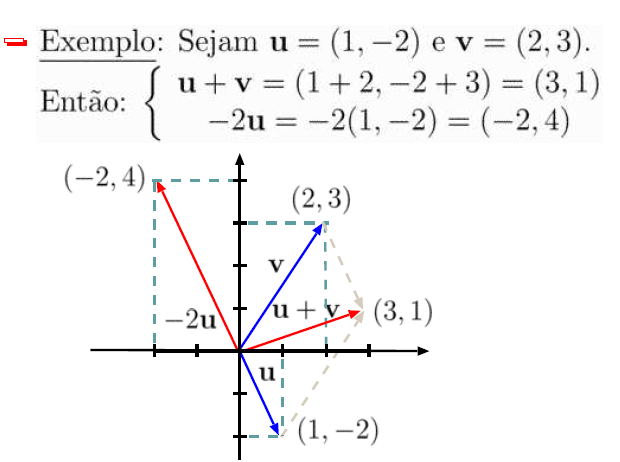 Exemplo: Sejam u = (1, −2) e v = (2, 3).
Então: { u + v = (1 + 2, −2 + 3) = (3, 1)
−2u = −2(1, −2) = (−2, 4)
(−2, 4)
(2, 3)
v
u + v
(3, 1)
−2u
u
(1, −2)